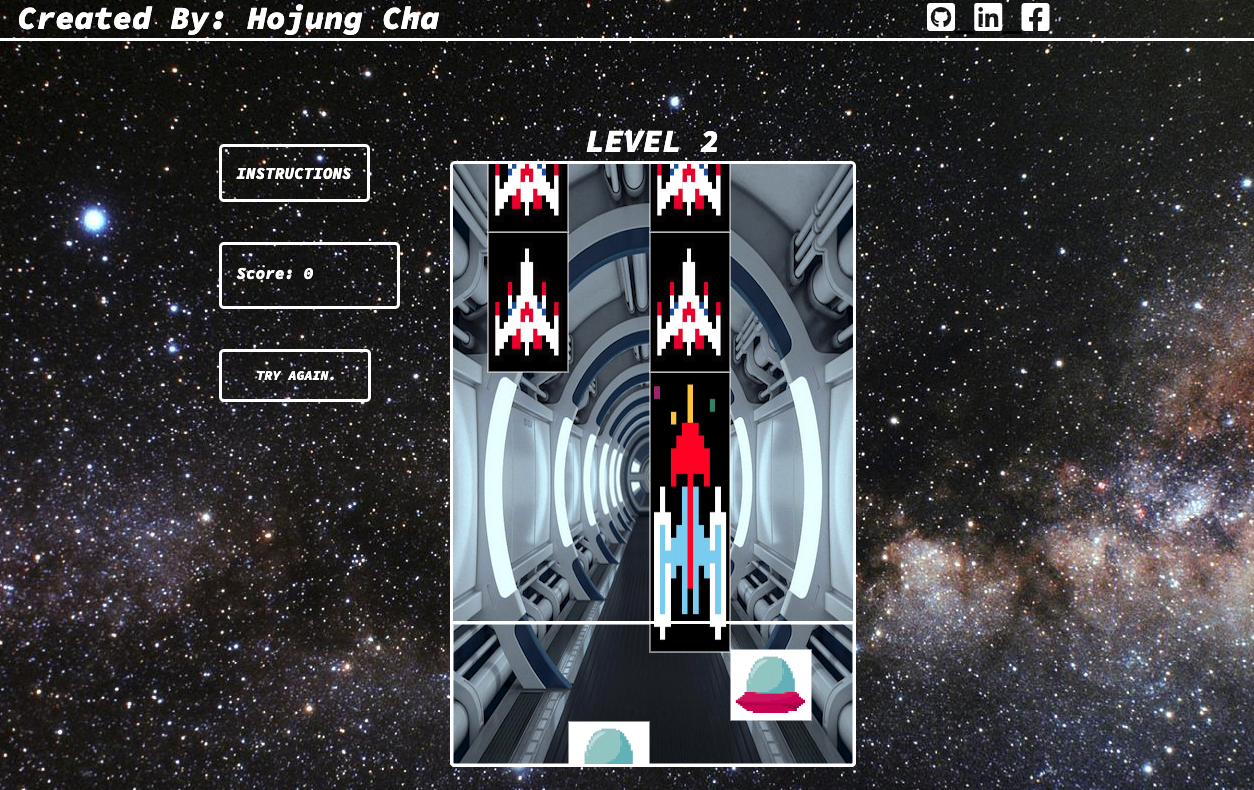 Created By: Hojung Cha
LEVEL 2
INSTRUCTIONS
Score: 0
TRY AGAIN.